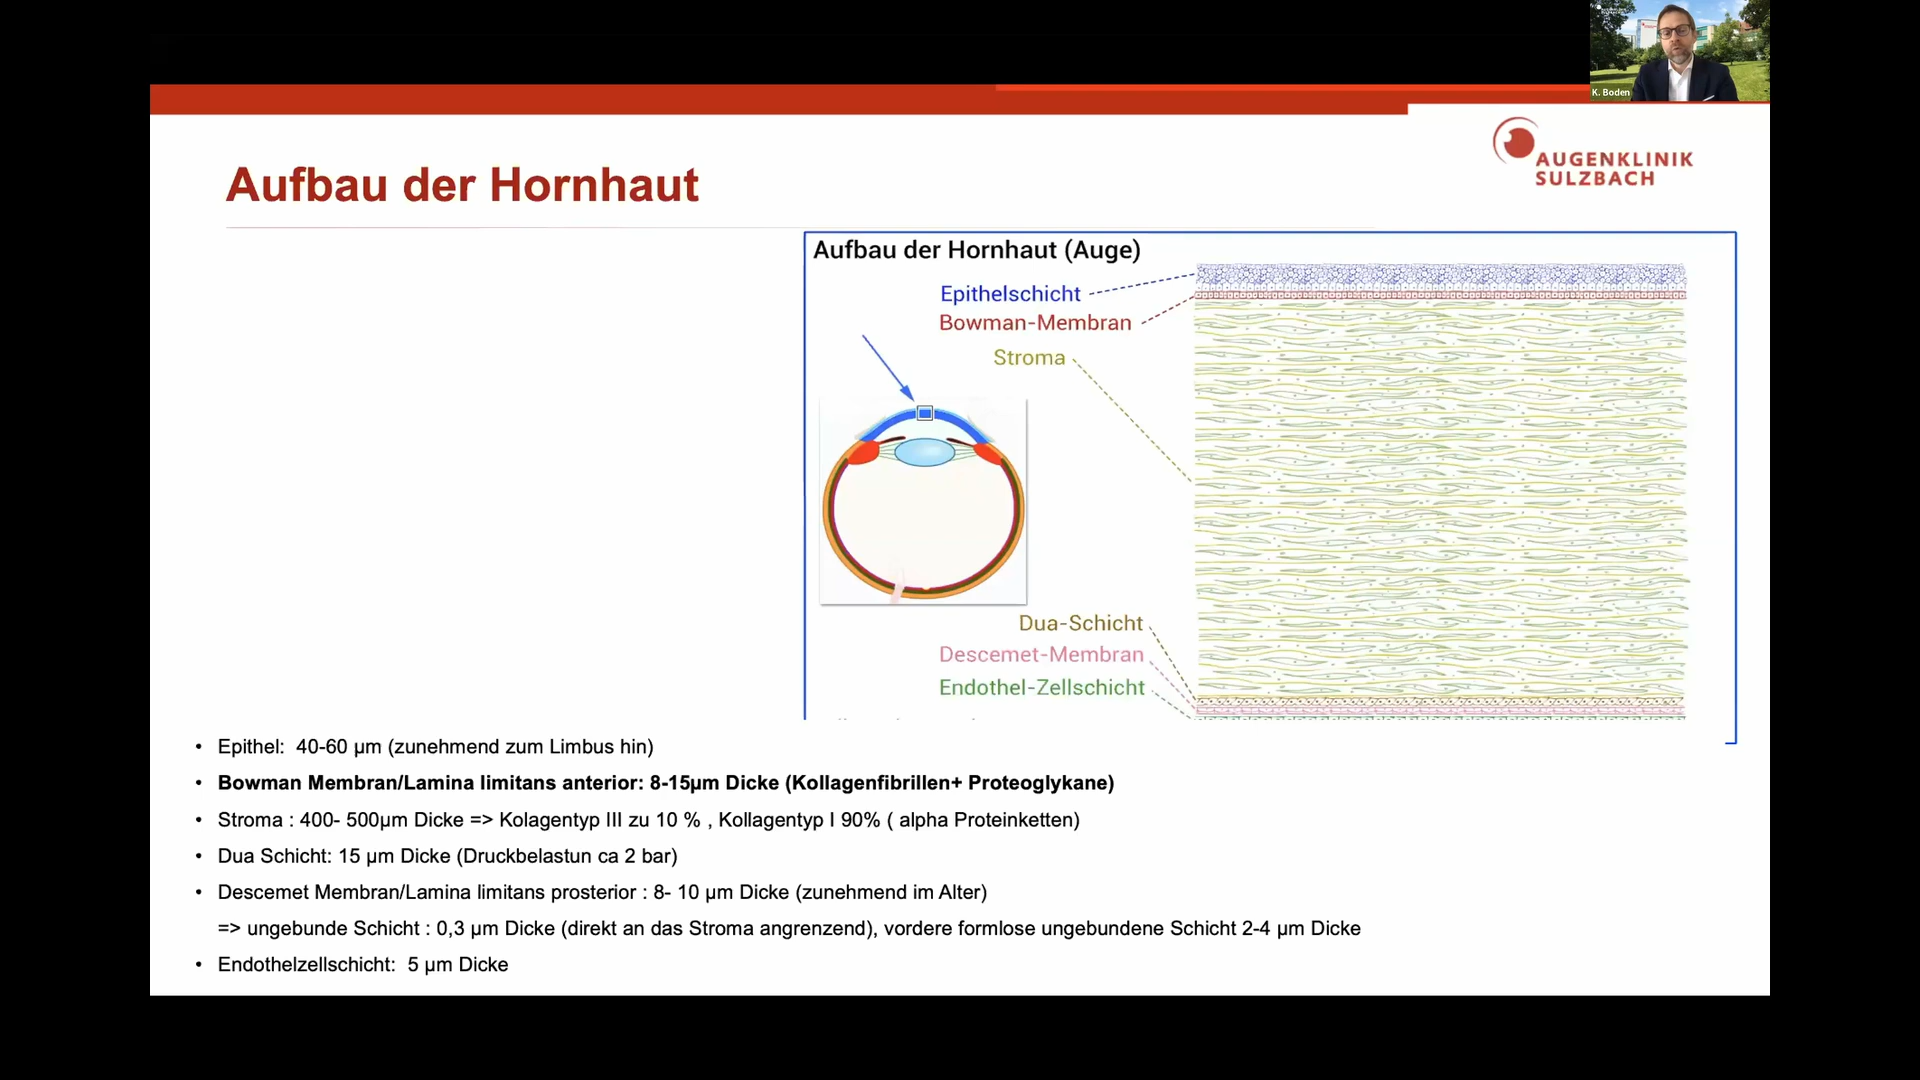 K. Boden
AUGENKLINIK
SULZBACH
Aufbau der Hornhaut
Aufbau der Hornhaut (Auge)
Epithelschicht
Bowman-Membran
Stroma
Dua-Schicht
Descemet-Membran
Endothel-Zellschicht
• Epithel: 40-60 µm (zunehmend zum Limbus hin)
• Bowman Membran/Lamina limitans anterior: 8-15µm Dicke (Kollagenfibrillen+ Proteoglykane)
• Stroma : 400- 500µm Dicke => Kolagentyp III zu 10 % , Kollagentyp I 90% ( alpha Proteinketten)
• Dua Schicht: 15 µm Dicke (Druckbelastun ca 2 bar)
• Descemet Membran/Lamina limitans prosterior : 8- 10 µm Dicke (zunehmend im Alter)
=> ungebunde Schicht : 0,3 µm Dicke (direkt an das Stroma angrenzend), vordere formlose ungebundene Schicht 2-4 µm Dicke
• Endothelzellschicht: 5 µm Dicke